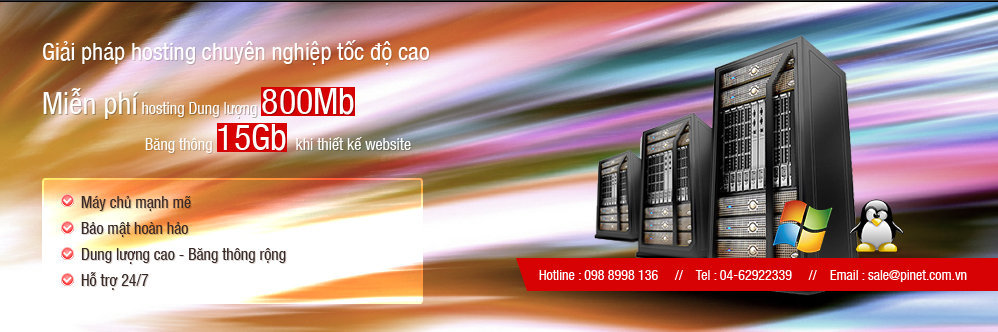 Giải pháp hosting chuyên nghiệp tốc độ cao
Miễn phí hosting Dung lượng 800Mb
Băng thông 15Gb khi thiết kế website
Máy chủ mạnh mẽ
Bảo mật hoàn hảo
Dung lượng cao - Băng thông rộng
Hỗ trợ 24/7
Hotline : 098 8998 136 // Tel : 04-62922339 // Email : sale@pinet.com.vn